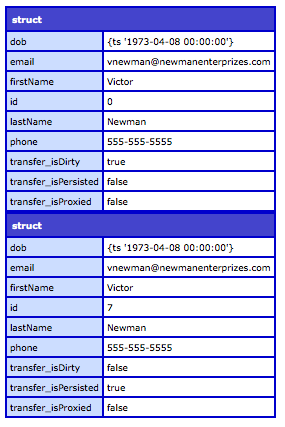 struct
dob {ts '1973-04-08 00:00:00'}
email vnewman@newmanenterprizes.com
firstName Victor
id 0
lastName Newman
phone 555-555-5555
transfer_isDirty true
transfer_isPersisted false
transfer_isProxied false
struct
dob {ts '1973-04-08 00:00:00'}
email vnewman@newmanenterprizes.com
firstName Victor
id 7
lastName Newman
phone 555-555-5555
transfer_isDirty false
transfer_isPersisted true
transfer_isProxied false